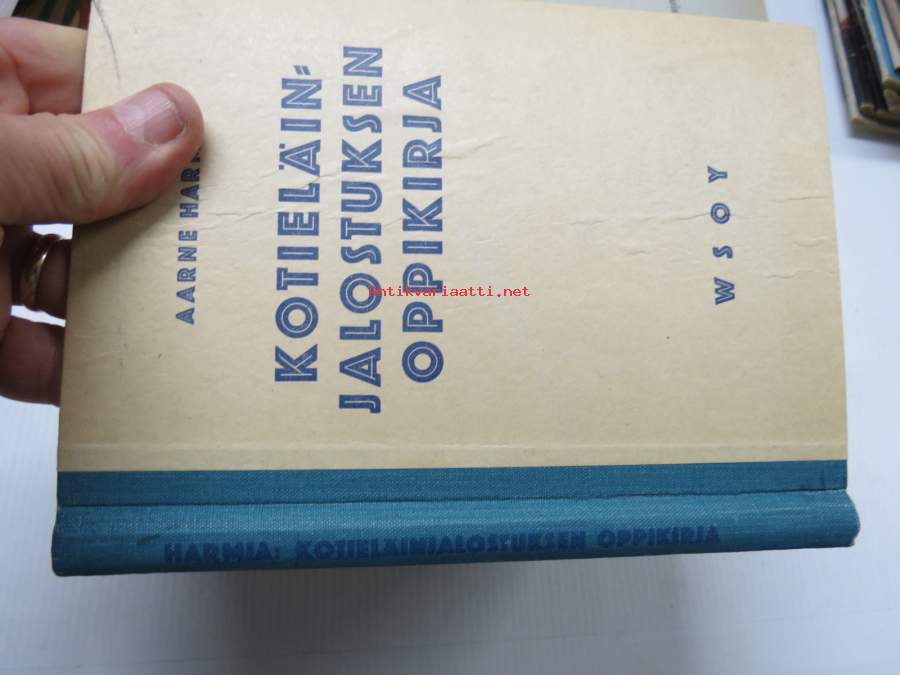 AARNE HAR
KOTIELÄIN=
JALOSTUKSEN
OPPIKIRJA
WSOY
HARMIA: KOTIELÄINJALOSTUKSEN OPPIKIRJA
antikvariaatti.net